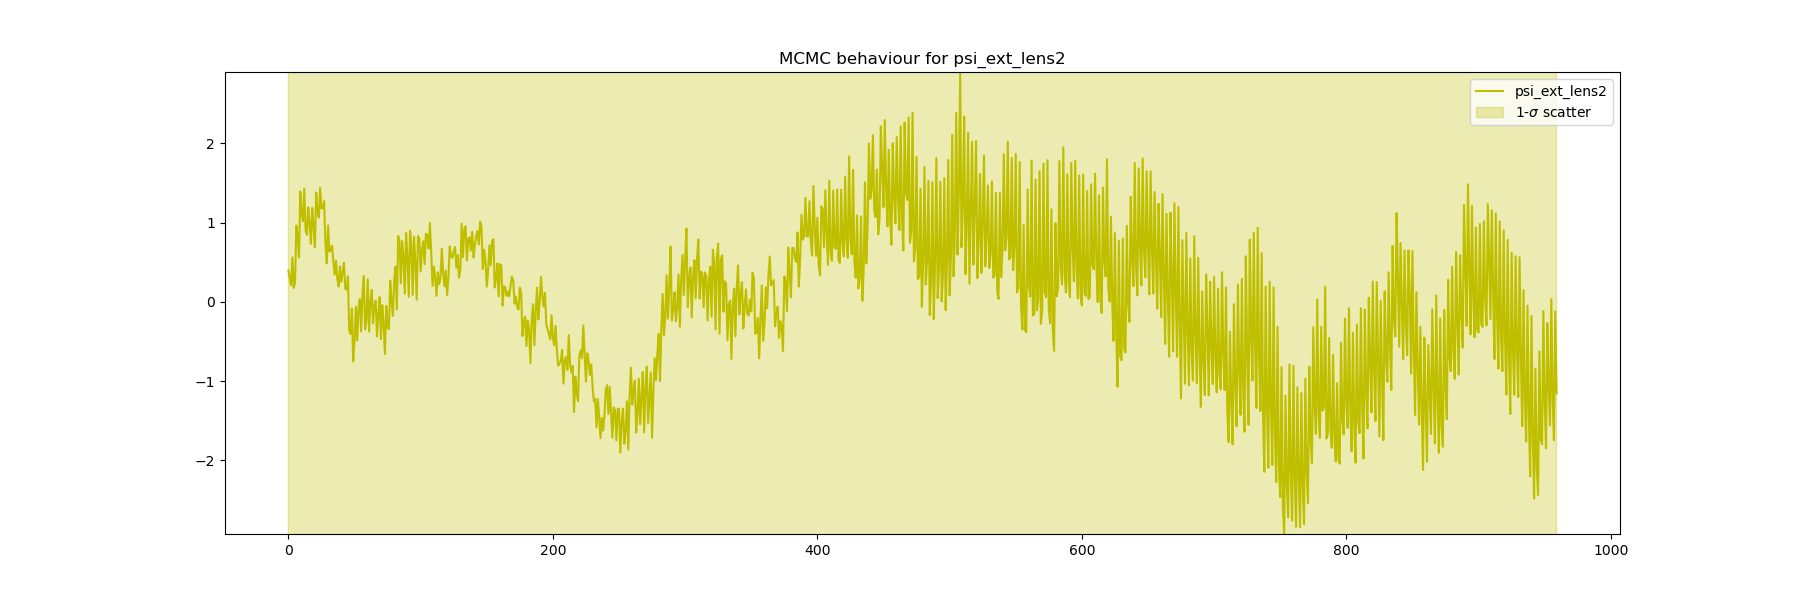 MCMC behaviour for psi_ext_lens2
psi_ext_lens2
1-σ scatter
2
1
0
−1
−2
0 200 400 600 800 1000